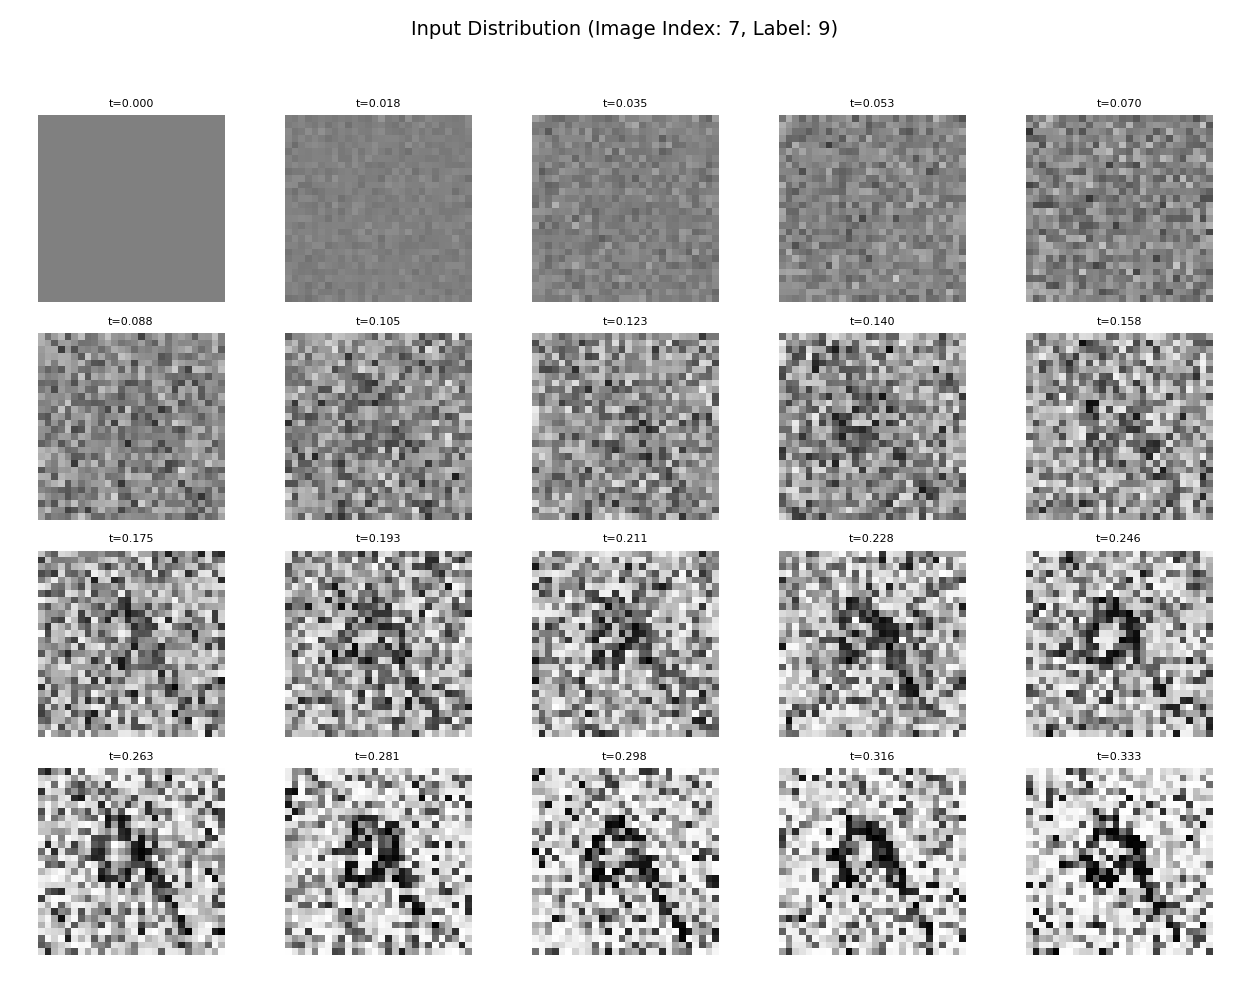 Input Distribution (Image Index: 7, Label: 9)
t=0.000 t=0.018 t=0.035 t=0.053 t=0.070
t=0.088 t=0.105 t=0.123 t=0.140 t=0.158
t=0.175 t=0.193 t=0.211 t=0.228 t=0.246
t=0.263 t=0.281 t=0.298 t=0.316 t=0.333